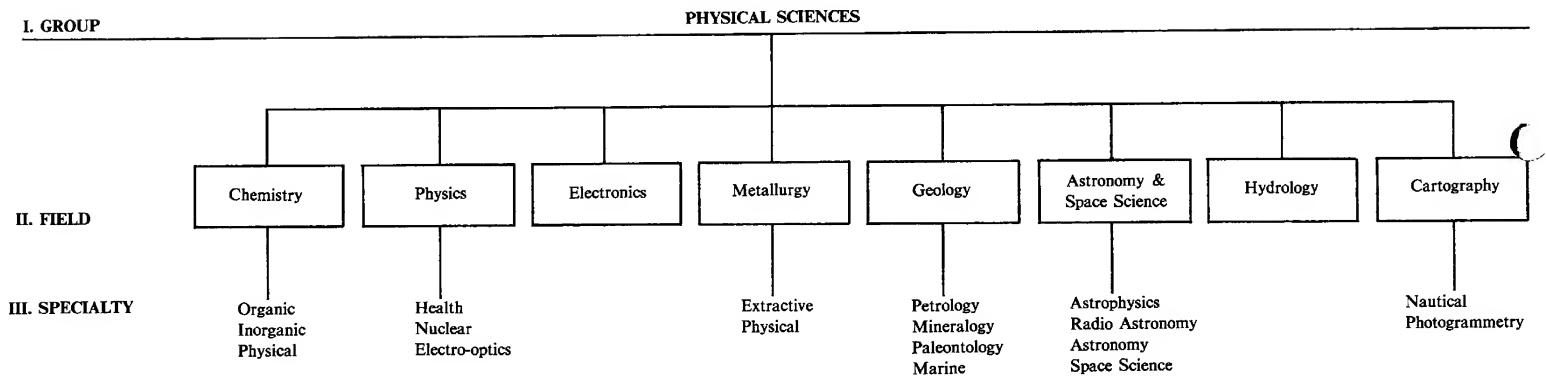 PHYSICAL SCIENCES
I. GROUP
Chemistry
Physics
Electronics
Metallurgy
Geology
Astronomy &
Space Science
Hydrology
Cartography
II. FIELD
III. SPECIALTY
Organic
Inorganic
Physical
Health
Nuclear
Electro-optics
Extractive
Physical
Petrology
Mineralogy
Paleontology
Marine
Astrophysics
Radio Astronomy
Astronomy
Space Science
Nautical
Photogrammetry